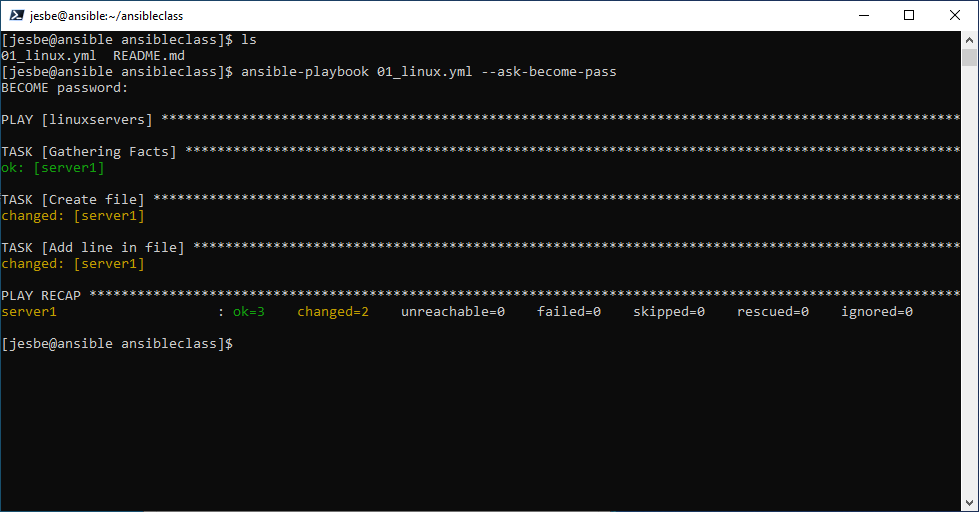 jesbe@ansible:~/ansibleclass
[jesbe@ansible ansibleclass]$ ls
01_linux.yml  README.md
[jesbe@ansible ansibleclass]$ ansible-playbook 01_linux.yml --ask-become-pass
BECOME password:
PLAY [linuxservers] ****************************************************************************************************
TASK [Gathering Facts] *************************************************************************************************
ok: [server1]
TASK [Create file] *****************************************************************************************************
changed: [server1]
TASK [Add line in file] ************************************************************************************************
changed: [server1]
PLAY RECAP *************************************************************************************************************
server1                    : ok=3    changed=2    unreachable=0    failed=0    skipped=0    rescued=0    ignored=0
[jesbe@ansible ansibleclass]$